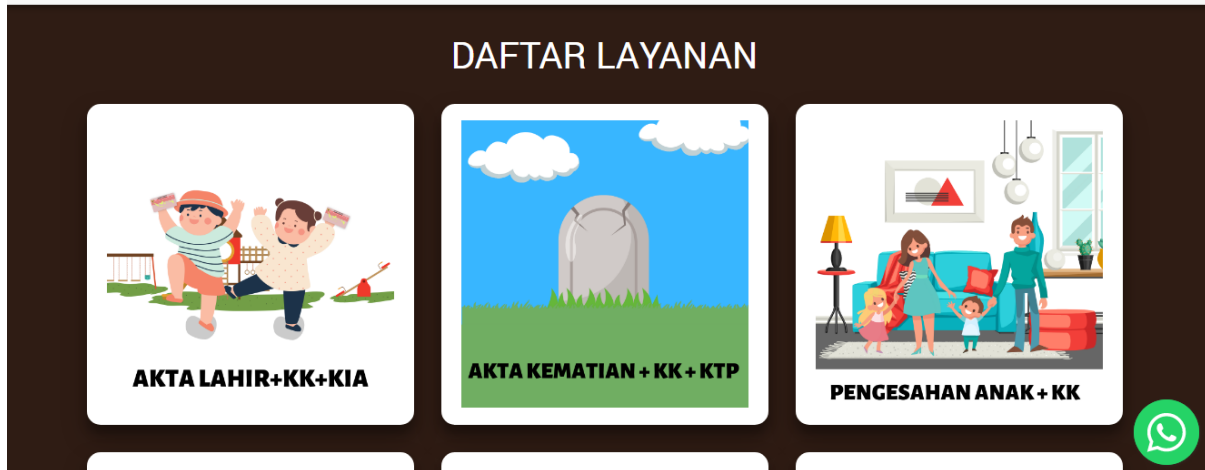 DAFTAR LAYANAN
AKTA LAHIR+KK+KIA
AKTA KEMATIAN + KK + KTP
PENGESAHAN ANAK + KK